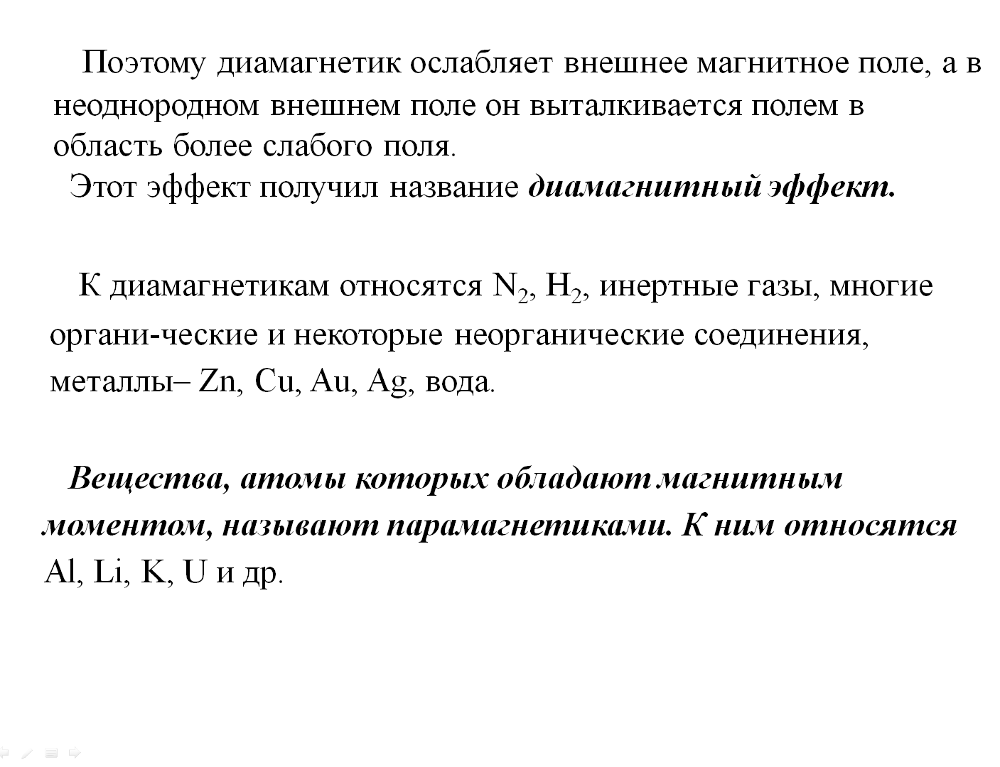 Поэтому диамагнетик ослабляет внешнее магнитное поле, а в
неоднородном внешнем поле он выталкивается полем в
область более слабого поля.
Этот эффект получил название диамагнитный эффект.
К диамагнетикам относятся N₂, H₂, инертные газы, многие
органи-ческие и некоторые неорганические соединения,
металлы– Zn, Cu, Au, Ag, вода.
Вещества, атомы которых обладают магнитным
моментом, называют парамагнетиками. К ним относятся
Al, Li, K, U и др.